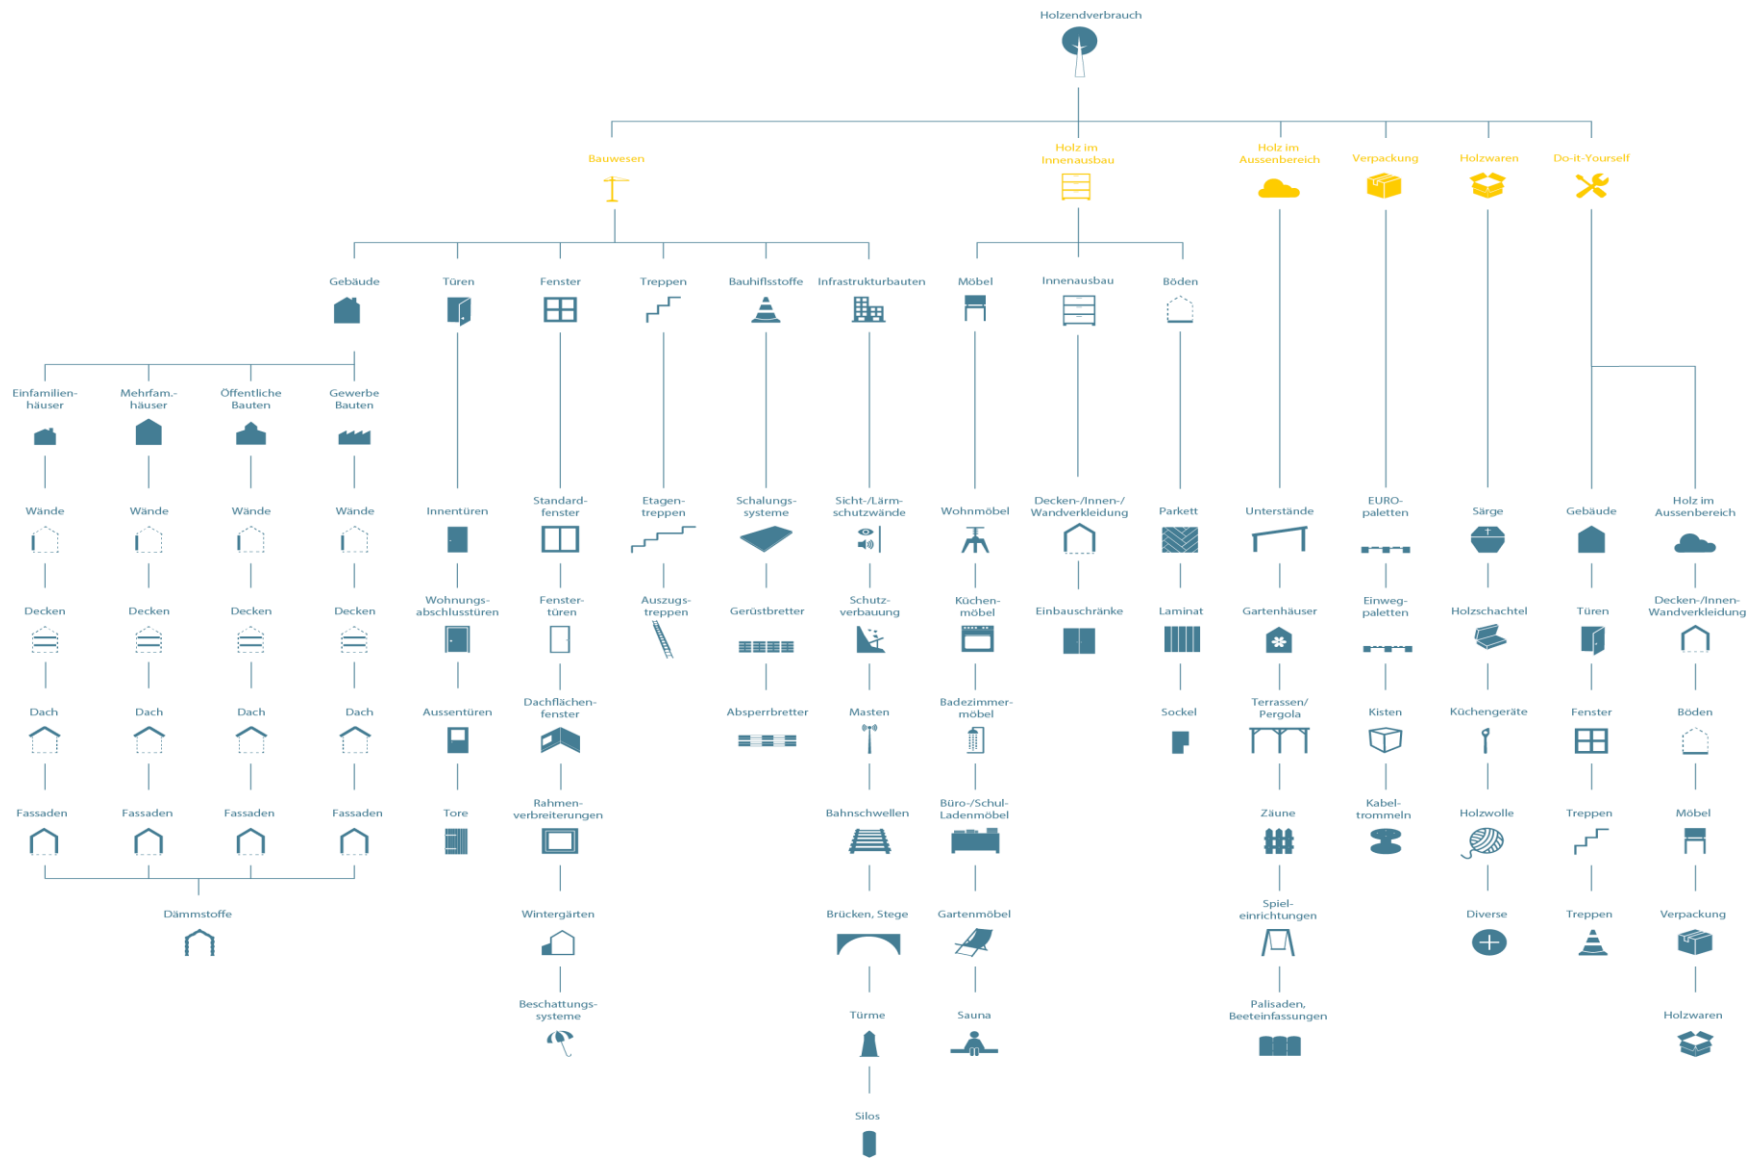 Holzendverbrauch
Bauwesen
Holz im
Innenausbau
Holz im
Aussenbereich
Verpackung
Holzwaren
Do-it-Yourself
Gebäude
Türen
Fenster
Treppen
Bauhiflsstoffe
Infrastrukturbauten
Möbel
Innenausbau
Böden
Einfamilien-
häuser
Mehrfam.-
häuser
Öffentliche
Bauten
Gewerbe
Bauten
Wände
Wände
Wände
Wände
Innentüren
Standard-
fenster
Etagen-
treppen
Schalungs-
systeme
Sicht-/Lärm-
schutzwände
Wohnmöbel
Decken-/Innen-/
Wandverkleidung
Parkett
Unterstände
EURO-
paletten
Särge
Gebäude
Holz im
Aussenbereich
Decken
Decken
Decken
Decken
Wohnungs-
abschlusstüren
Fenster-
türen
Auszugs-
treppen
Gerüstbretter
Schutz-
verbauung
Küchen-
möbel
Einbauschränke
Laminat
Gartenhäuser
Einweg-
paletten
Holzschachtel
Türen
Decken-/Innen-
Wandverkleidung
Dach
Dach
Dach
Dach
Aussentüren
Dachflächen-
fenster
Absperrbretter
Masten
Badezimmer-
möbel
Sockel
Terrassen/
Pergola
Kisten
Küchengeräte
Fenster
Böden
Fassaden
Fassaden
Fassaden
Fassaden
Tore
Rahmen-
verbreiterungen
Bahnschwellen
Büro-/Schul-
Ladenmöbel
Zäune
Kabel-
trommeln
Holzwolle
Treppen
Möbel
Dämmstoffe
Wintergärten
Brücken, Stege
Gartenmöbel
Spiel-
einrichtungen
Diverse
Treppen
Verpackung
Beschattungs-
systeme
Türme
Sauna
Palisaden,
Beeteinfassungen
Holzwaren
Silos